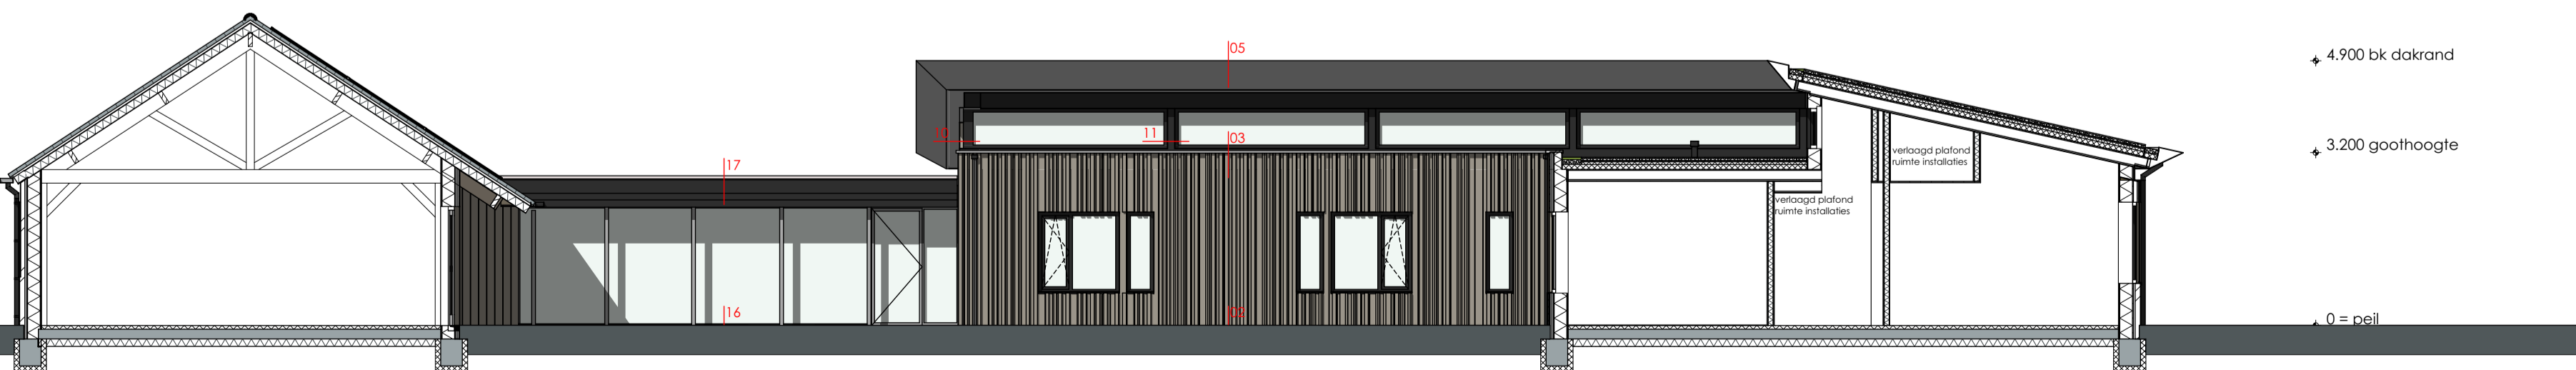 05
4.900 bk dakrand
10
11
03
3.200 goothoogte
verlaagd plafond
ruimte installaties
17
verlaagd plafond
ruimte installaties
16
02
0 = peil